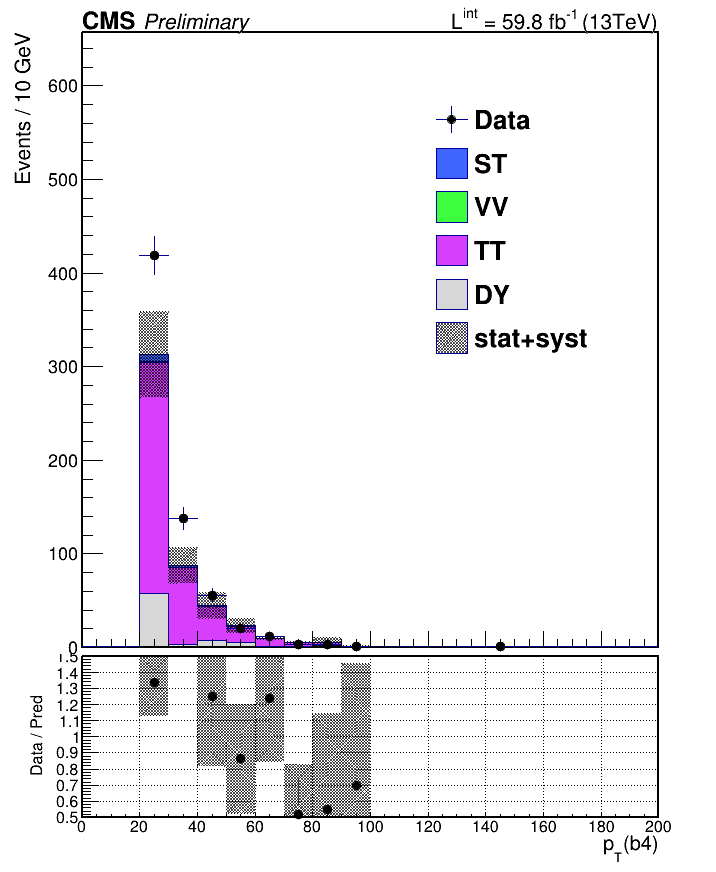 CMS Preliminary L^int = 59.8 fb^-1 (13TeV)
Events / 10 GeV
600
500
400
300
200
100
0
Data
ST
VV
TT
DY
stat+syst
Data / Pred
1.5
1.4
1.3
1.2
1.1
1
0.9
0.8
0.7
0.6
0.5
0 20 40 60 80 100 120 140 160 180 200
p_T(b4)